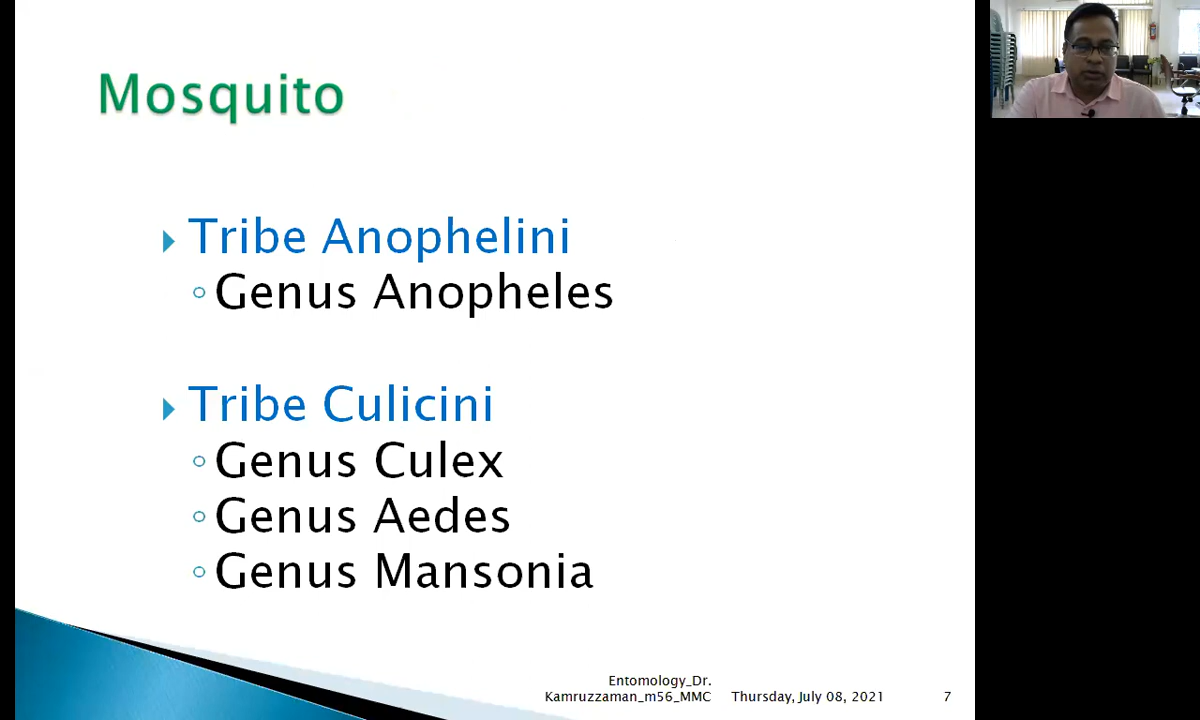 Mosquito
Tribe Anophelini
Genus Anopheles
Tribe Culicini
Genus Culex
Genus Aedes
Genus Mansonia
Entomology_Dr.
Kamruzzaman_m56_MMC Thursday, July 08, 2021 7